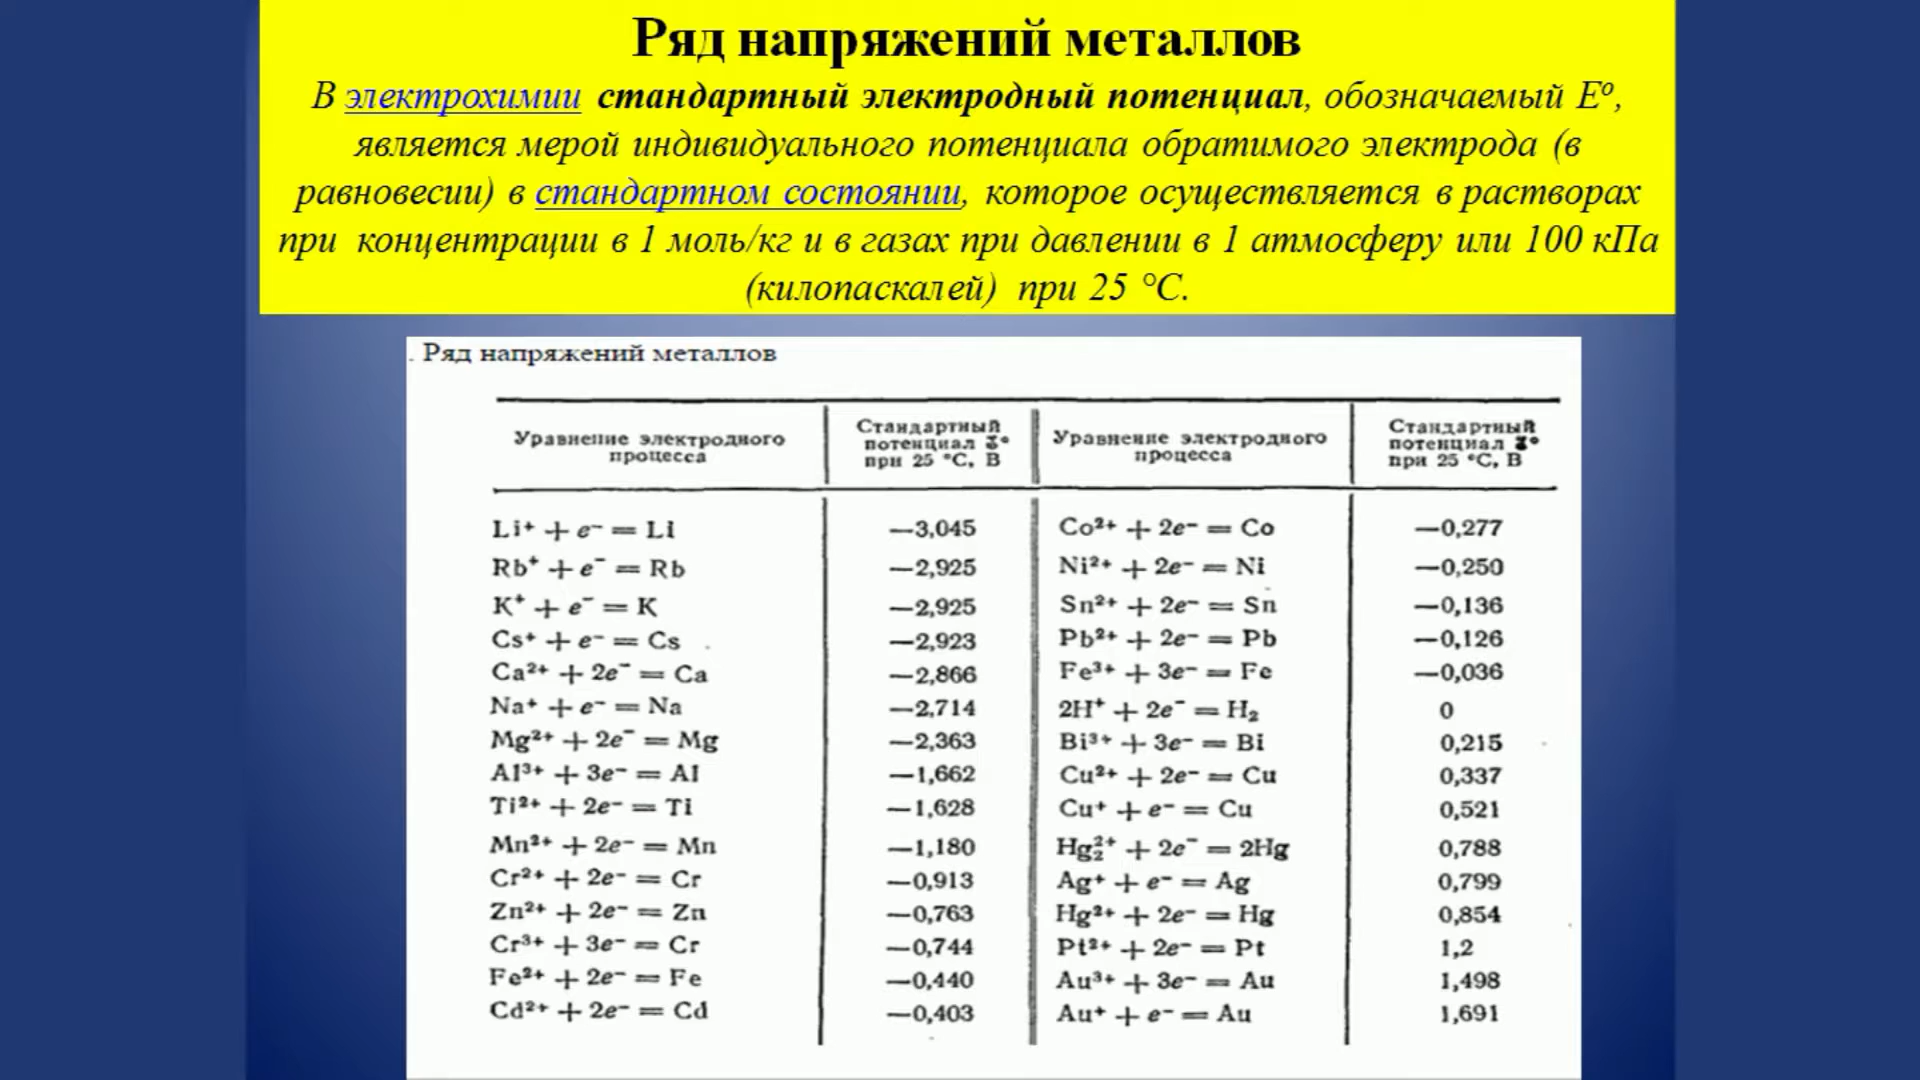 Ряд напряжений металлов
В электрохимии стандартный электродный потенциал, обозначаемый Eº,
является мерой индивидуального потенциала обратимого электрода (в
равновесии) в стандартном состоянии, которое осуществляется в растворах
при концентрации в 1 моль/кг и в газах при давлении в 1 атмосферу или 100 кПа
(килопаскалей) при 25 °C.
. Ряд напряжений металлов
Уравнение электродного процесса | Стандартный потенциал ℰ° при 25 °C, В | Уравнение электродного процесса | Стандартный потенциал ℰ° при 25 °C, В
Li⁺ + e⁻ = Li | —3,045 | Co²⁺ + 2e⁻ = Co | —0,277
Rb⁺ + e⁻ = Rb | —2,925 | Ni²⁺ + 2e⁻ = Ni | —0,250
K⁺ + e⁻ = K | —2,925 | Sn²⁺ + 2e⁻ = Sn | —0,136
Cs⁺ + e⁻ = Cs | —2,923 | Pb²⁺ + 2e⁻ = Pb | —0,126
Ca²⁺ + 2e⁻ = Ca | —2,866 | Fe³⁺ + 3e⁻ = Fe | —0,036
Na⁺ + e⁻ = Na | —2,714 | 2H⁺ + 2e⁻ = H₂ | 0
Mg²⁺ + 2e⁻ = Mg | —2,363 | Bi³⁺ + 3e⁻ = Bi | 0,215
Al³⁺ + 3e⁻ = Al | —1,662 | Cu²⁺ + 2e⁻ = Cu | 0,337
Ti²⁺ + 2e⁻ = Ti | —1,628 | Cu⁺ + e⁻ = Cu | 0,521
Mn²⁺ + 2e⁻ = Mn | —1,180 | Hg₂²⁺ + 2e⁻ = 2Hg | 0,788
Cr²⁺ + 2e⁻ = Cr | —0,913 | Ag⁺ + e⁻ = Ag | 0,799
Zn²⁺ + 2e⁻ = Zn | —0,763 | Hg²⁺ + 2e⁻ = Hg | 0,854
Cr³⁺ + 3e⁻ = Cr | —0,744 | Pt²⁺ + 2e⁻ = Pt | 1,2
Fe²⁺ + 2e⁻ = Fe | —0,440 | Au³⁺ + 3e⁻ = Au | 1,498
Cd²⁺ + 2e⁻ = Cd | —0,403 | Au⁺ + e⁻ = Au | 1,691